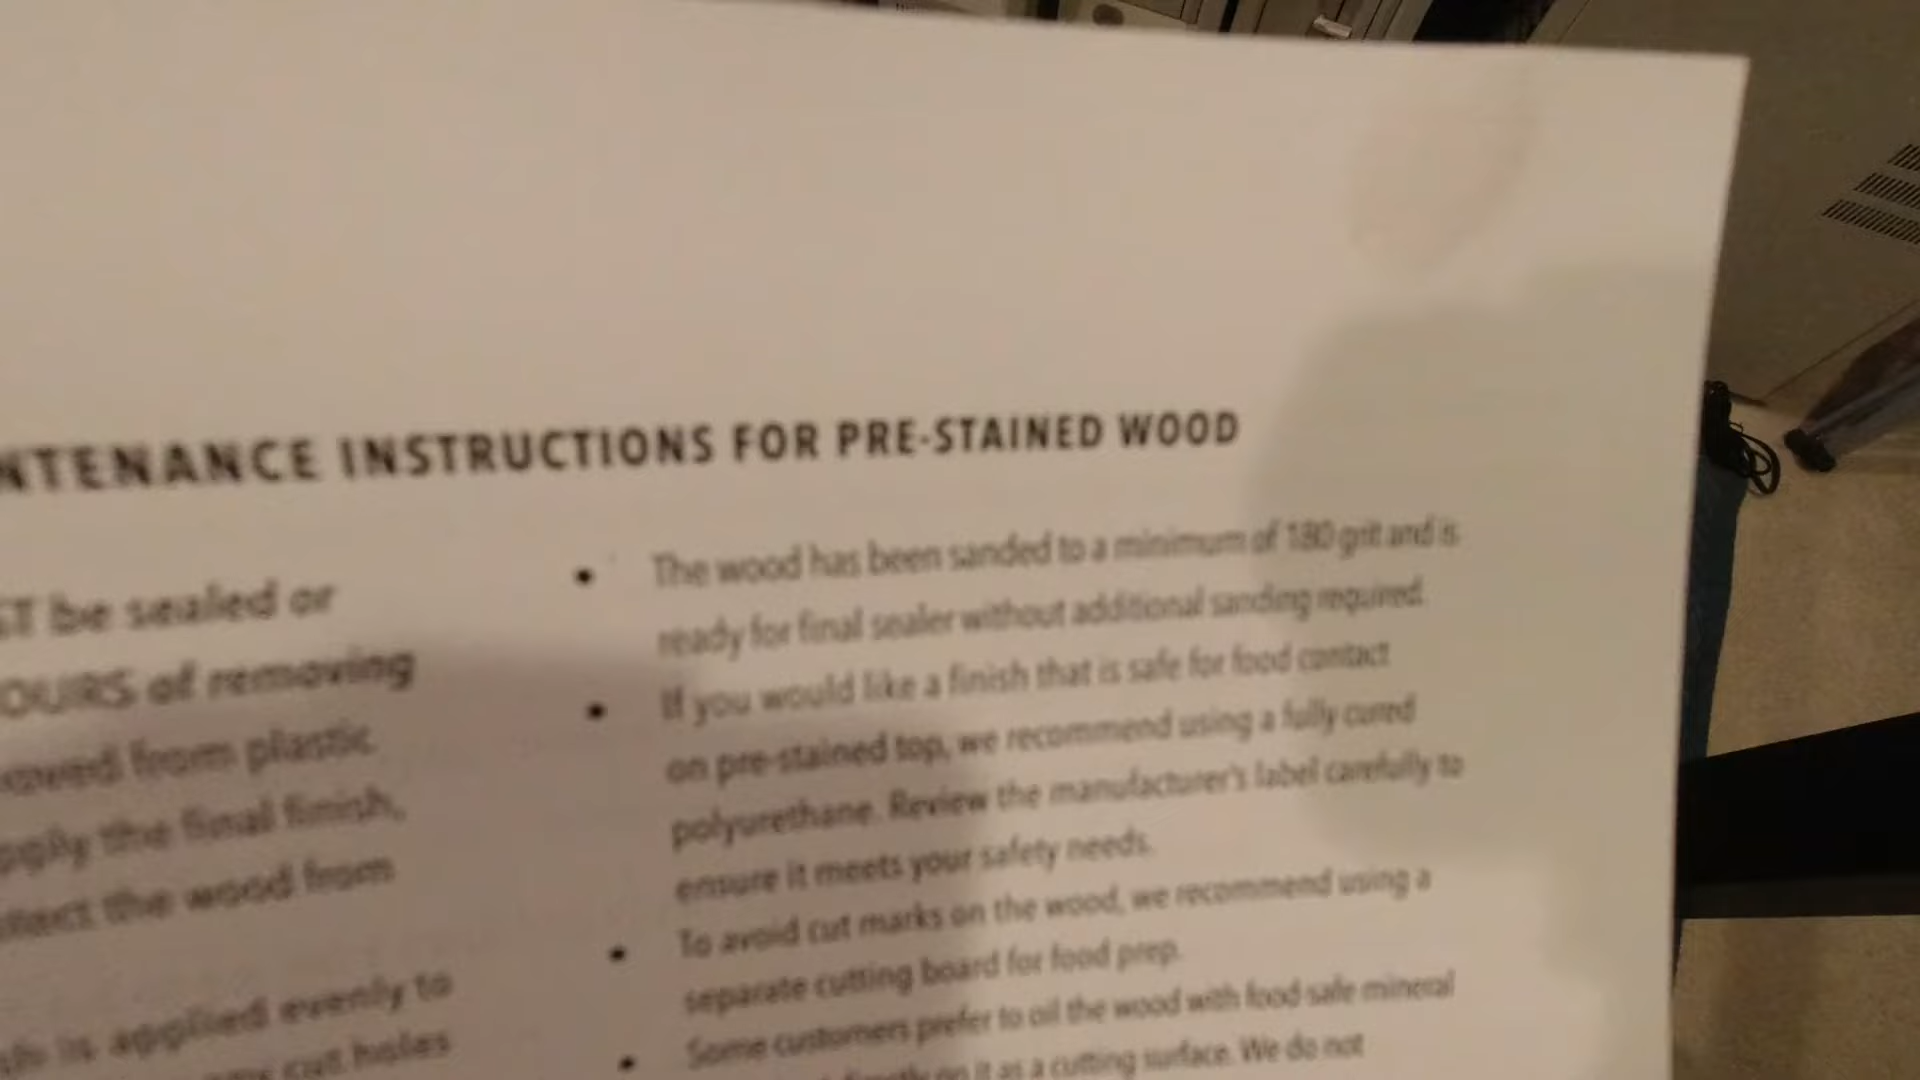 NTENANCE INSTRUCTIONS FOR PRE-STAINED WOOD
ST be sealed or
OURS of removing
oved from plastic
pply the final finish,
tect the wood from
sh is applied evenly to
cut holes
• The wood has been sanded to a minimum of 180 grit and is
ready for final sealer without additional sanding required.
• If you would like a finish that is safe for food contact
on pre-stained top, we recommend using a fully cured
polyurethane. Review the manufacturer's label carefully to
ensure it meets your safety needs.
• To avoid cut marks on the wood, we recommend using a
separate cutting board for food prep.
• Some customers prefer to oil the wood with food-safe mineral
directly on it as a cutting surface. We do not